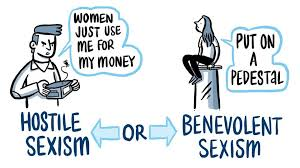 WOMEN
JUST USE
ME FOR
MY MONEY
PUT ON
A
PEDESTAL
HOSTILE
SEXISM
OR
BENEVOLENT
SEXISM